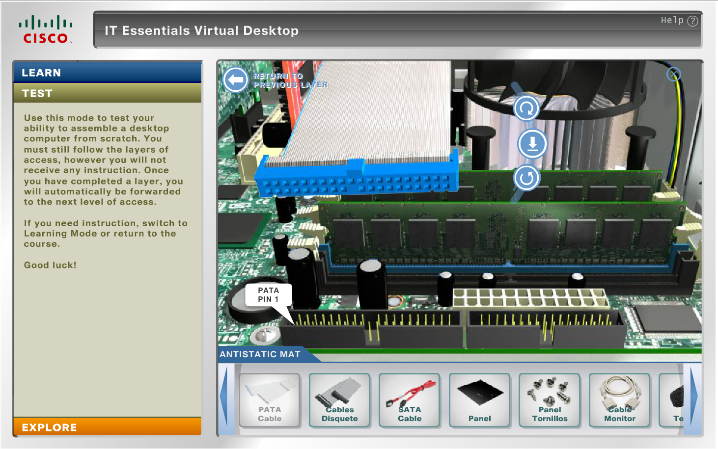 CISCO
IT Essentials Virtual Desktop
Help ?
LEARN
TEST
Use this mode to test your
ability to assemble a desktop
computer from scratch. You
must still follow the layers of
access, however you will not
receive any instruction. Once
you have completed a layer, you
will automatically be forwarded
to the next level of access.
If you need instruction, switch to
Learning Mode or return to the
course.
Good luck!
EXPLORE
RETURN TO
PREVIOUS LAYER
PATA
PIN 1
ANTISTATIC MAT
PATA
Cable
Cables
Disquete
SATA
Cable
Panel
Panel
Tornillos
Cable
Monitor